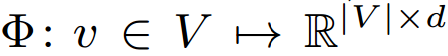 Φ: v ∈ V ↦ ℝ^{|V|×d}